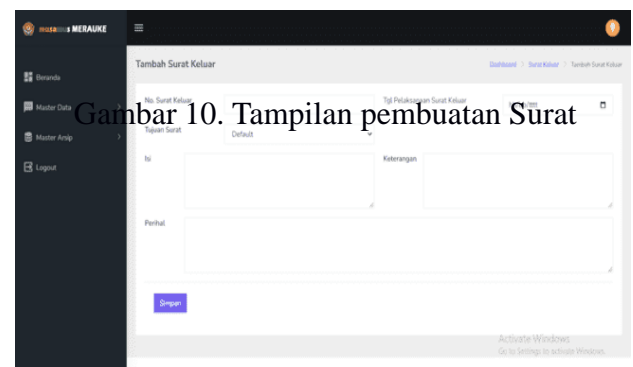 musamus MERAUKE
Tambah Surat Keluar
Dashboard / Surat Keluar / Tambah Surat Keluar
Beranda
Master Data
Master Arsip
Logout
No. Surat Keluar
Tgl Pelaksanaan Surat Keluar
Gambar 10. Tampilan pembuatan Surat
Tujuan Surat
Default
Isi
Keterangan
Perihal
Simpan
Activate Windows
Go to Settings to activate Windows.